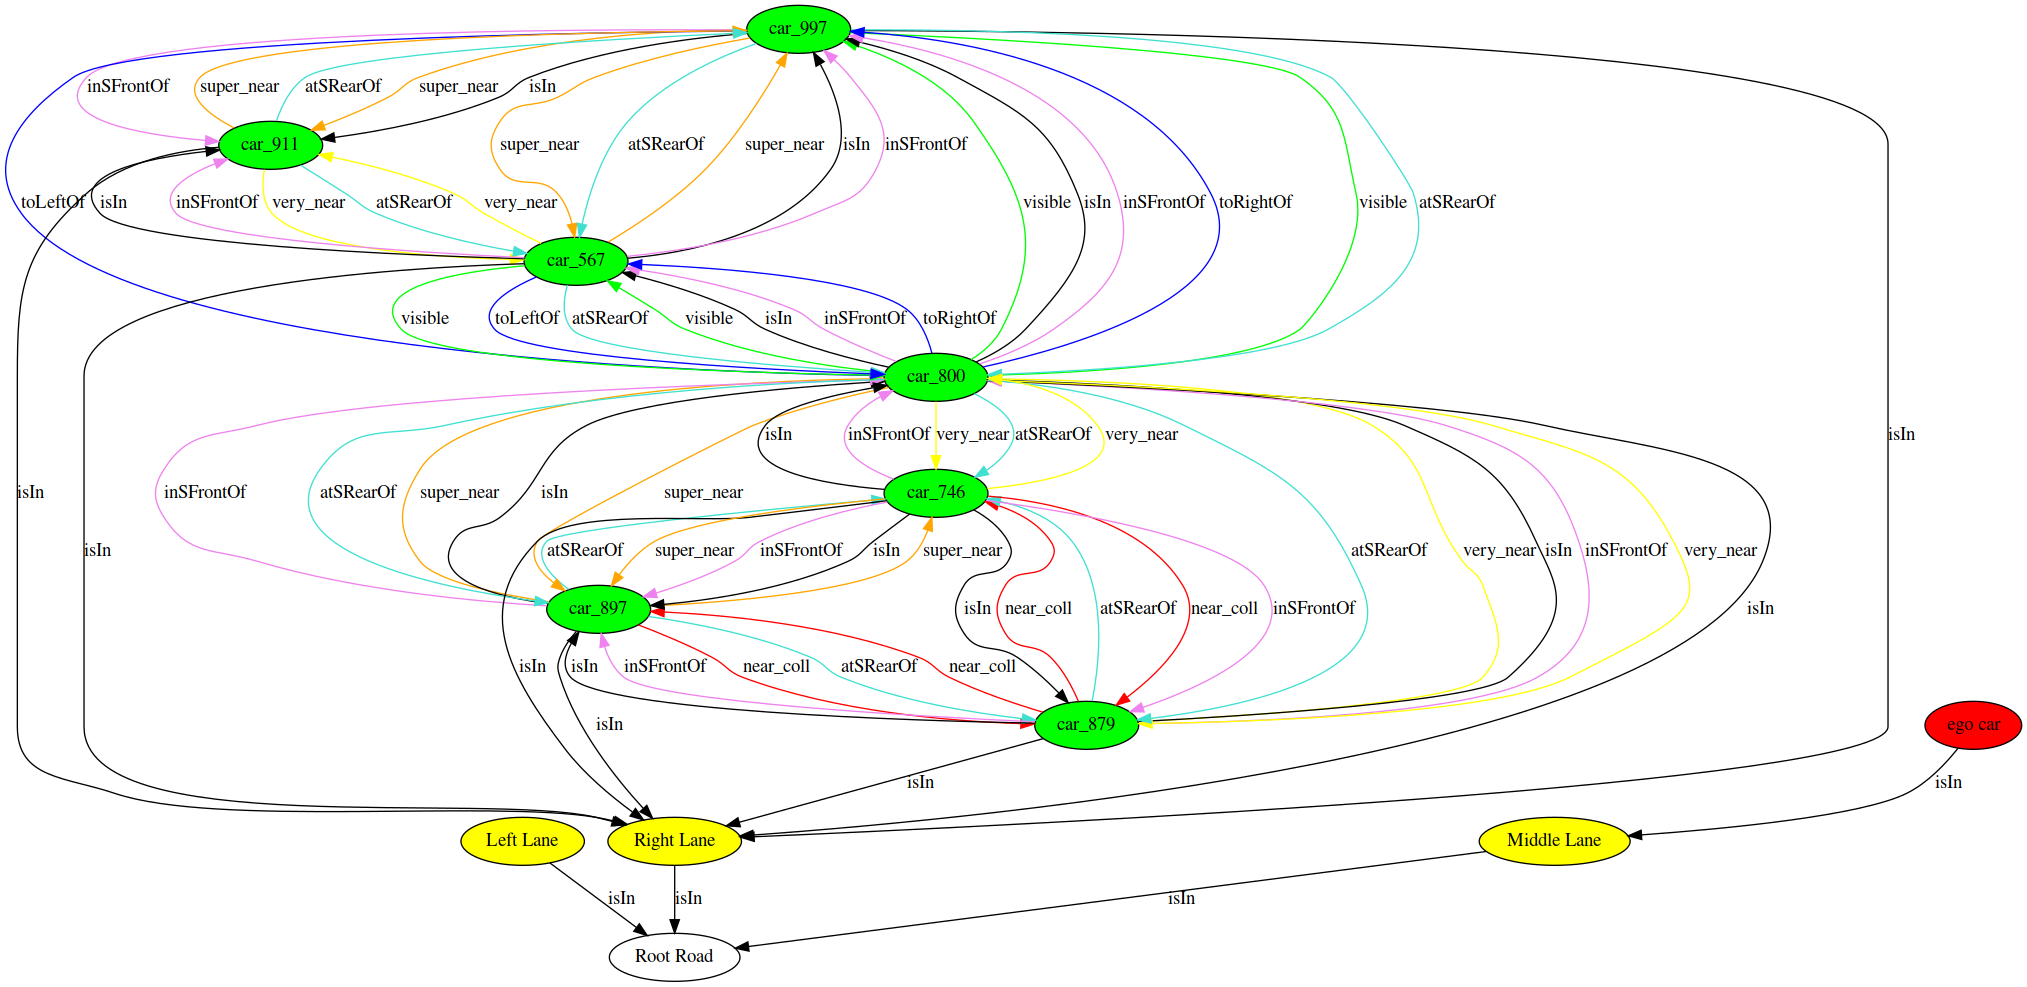 car_997
inSFrontOf super_near atSRearOf super_near isIn
car_911 super_near atSRearOf super_near isIn inSFrontOf
toLeftOf isIn inSFrontOf very_near atSRearOf very_near visible isIn inSFrontOf toRightOf visible atSRearOf
car_567
visible toLeftOf atSRearOf visible isIn inSFrontOf toRightOf
car_800
isIn inSFrontOf very_near atSRearOf very_near isIn
isIn inSFrontOf atSRearOf super_near isIn super_near car_746
isIn atSRearOf super_near inSFrontOf isIn super_near atSRearOf very_near isIn inSFrontOf very_near
car_897 isIn near_coll atSRearOf near_coll inSFrontOf isIn
isIn isIn inSFrontOf near_coll atSRearOf near_coll
isIn car_879 ego car
isIn isIn
Left Lane Right Lane Middle Lane
isIn isIn isIn
Root Road